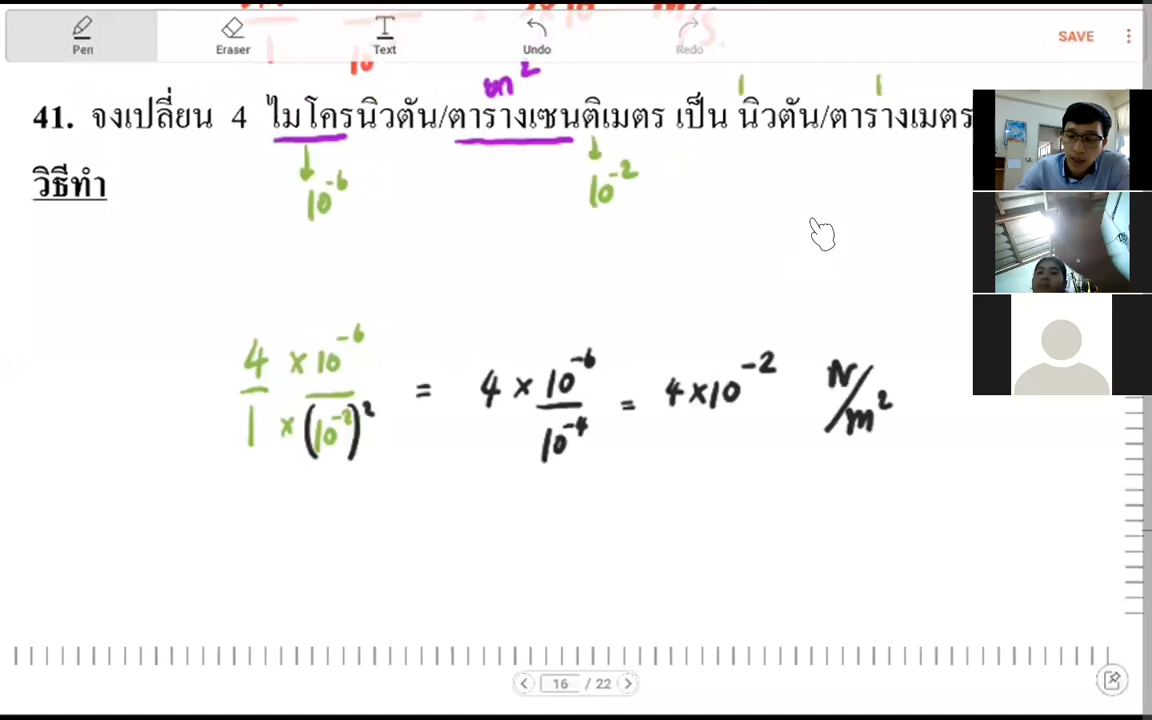 Pen Eraser Text Undo Redo SAVE
cm²
1 1
41. จงเปลี่ยน 4 ไมโครนิวตัน/ตารางเซนติเมตร เป็น นิวตัน/ตารางเมตร
10⁻⁶ 10⁻²
วิธีทำ
4 × 10⁻⁶ / 1 × (10⁻²)² = 4 × 10⁻⁶ / 10⁻⁴ = 4 × 10⁻² N/m²
16 / 22